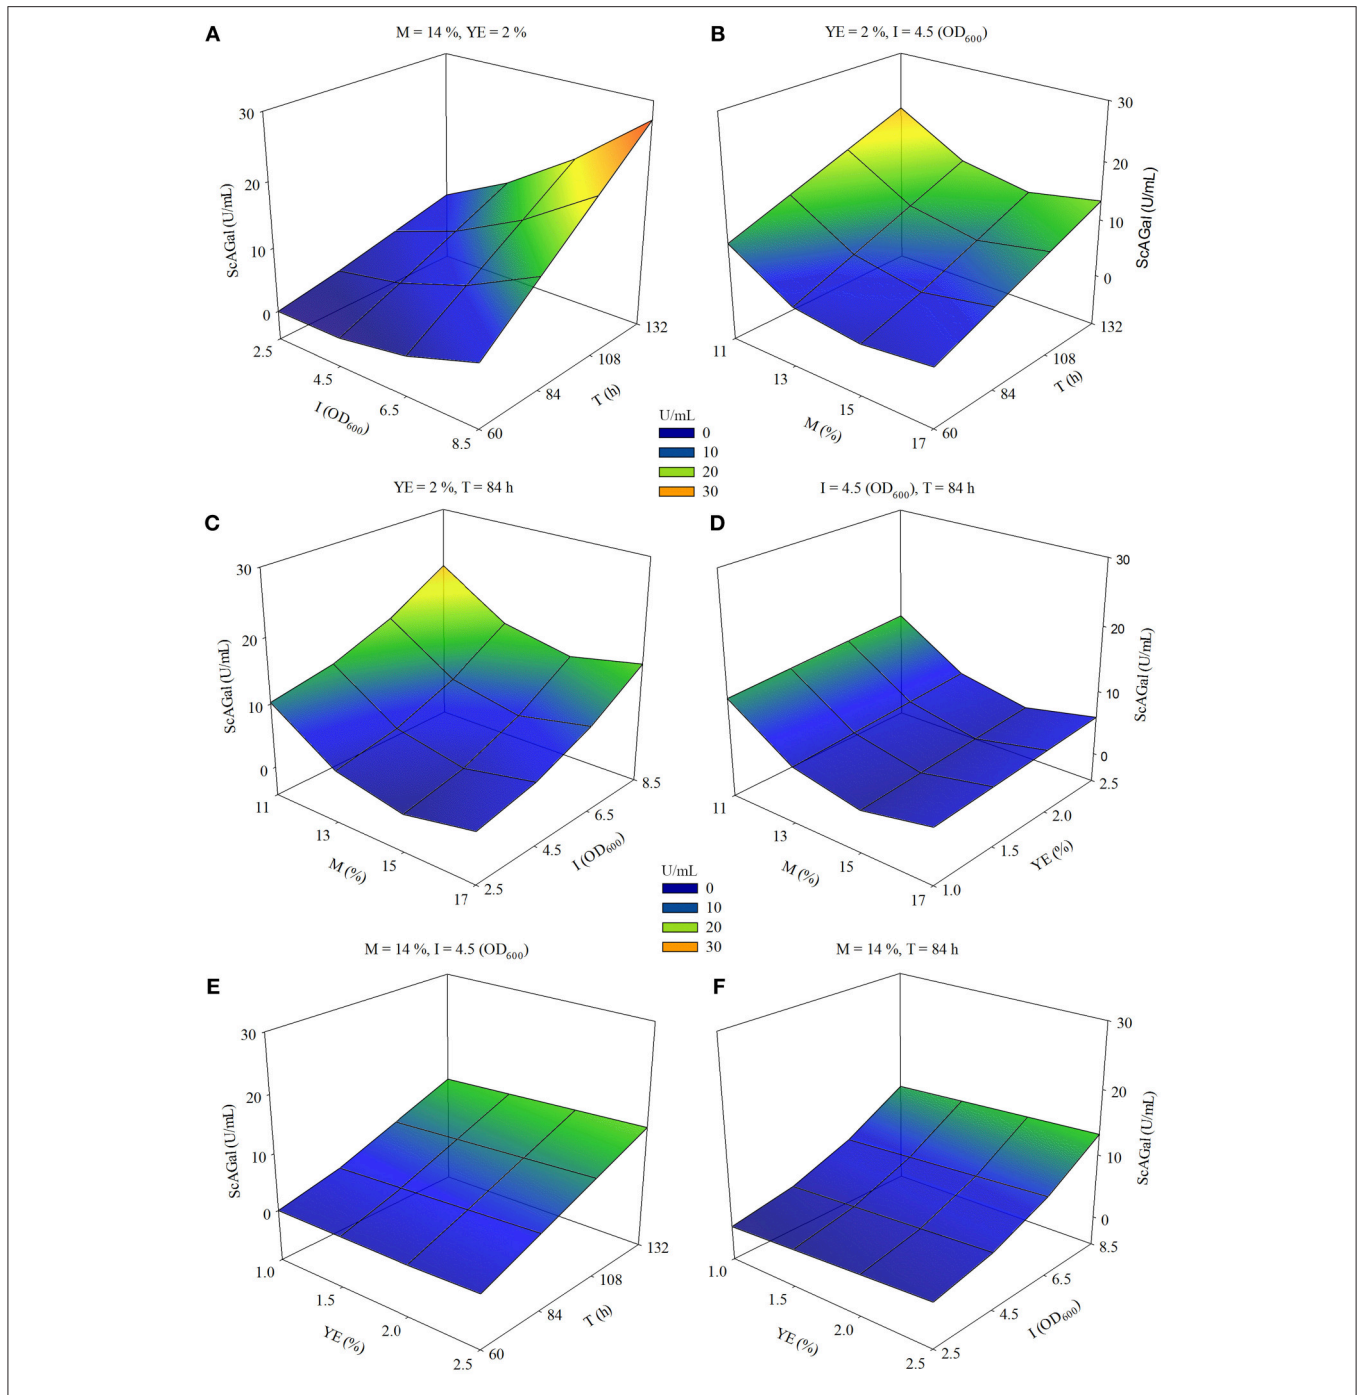 A
M = 14 %, YE = 2 %
30
20
10
0
ScAGal (U/mL)
2.5
4.5
6.5
8.5
I (OD600)
60
84
108
132
T (h)
B
YE = 2 %, I = 4.5 (OD600)
30
20
10
0
ScAGal (U/mL)
11
13
15
17
M (%)
60
84
108
132
T (h)
U/mL
0
10
20
30
C
YE = 2 %, T = 84 h
30
20
10
0
ScAGal (U/mL)
11
13
15
17
M (%)
2.5
4.5
6.5
8.5
I (OD600)
D
I = 4.5 (OD600), T = 84 h
30
20
10
0
ScAGal (U/mL)
11
13
15
17
M (%)
1.0
1.5
2.0
2.5
YE (%)
U/mL
0
10
20
30
E
M = 14 %, I = 4.5 (OD600)
30
20
10
0
ScAGal (U/mL)
1.0
1.5
2.0
2.5
YE (%)
60
84
108
132
T (h)
F
M = 14 %, T = 84 h
30
20
10
0
ScAGal (U/mL)
1.0
1.5
2.0
2.5
YE (%)
2.5
4.5
6.5
8.5
I (OD600)